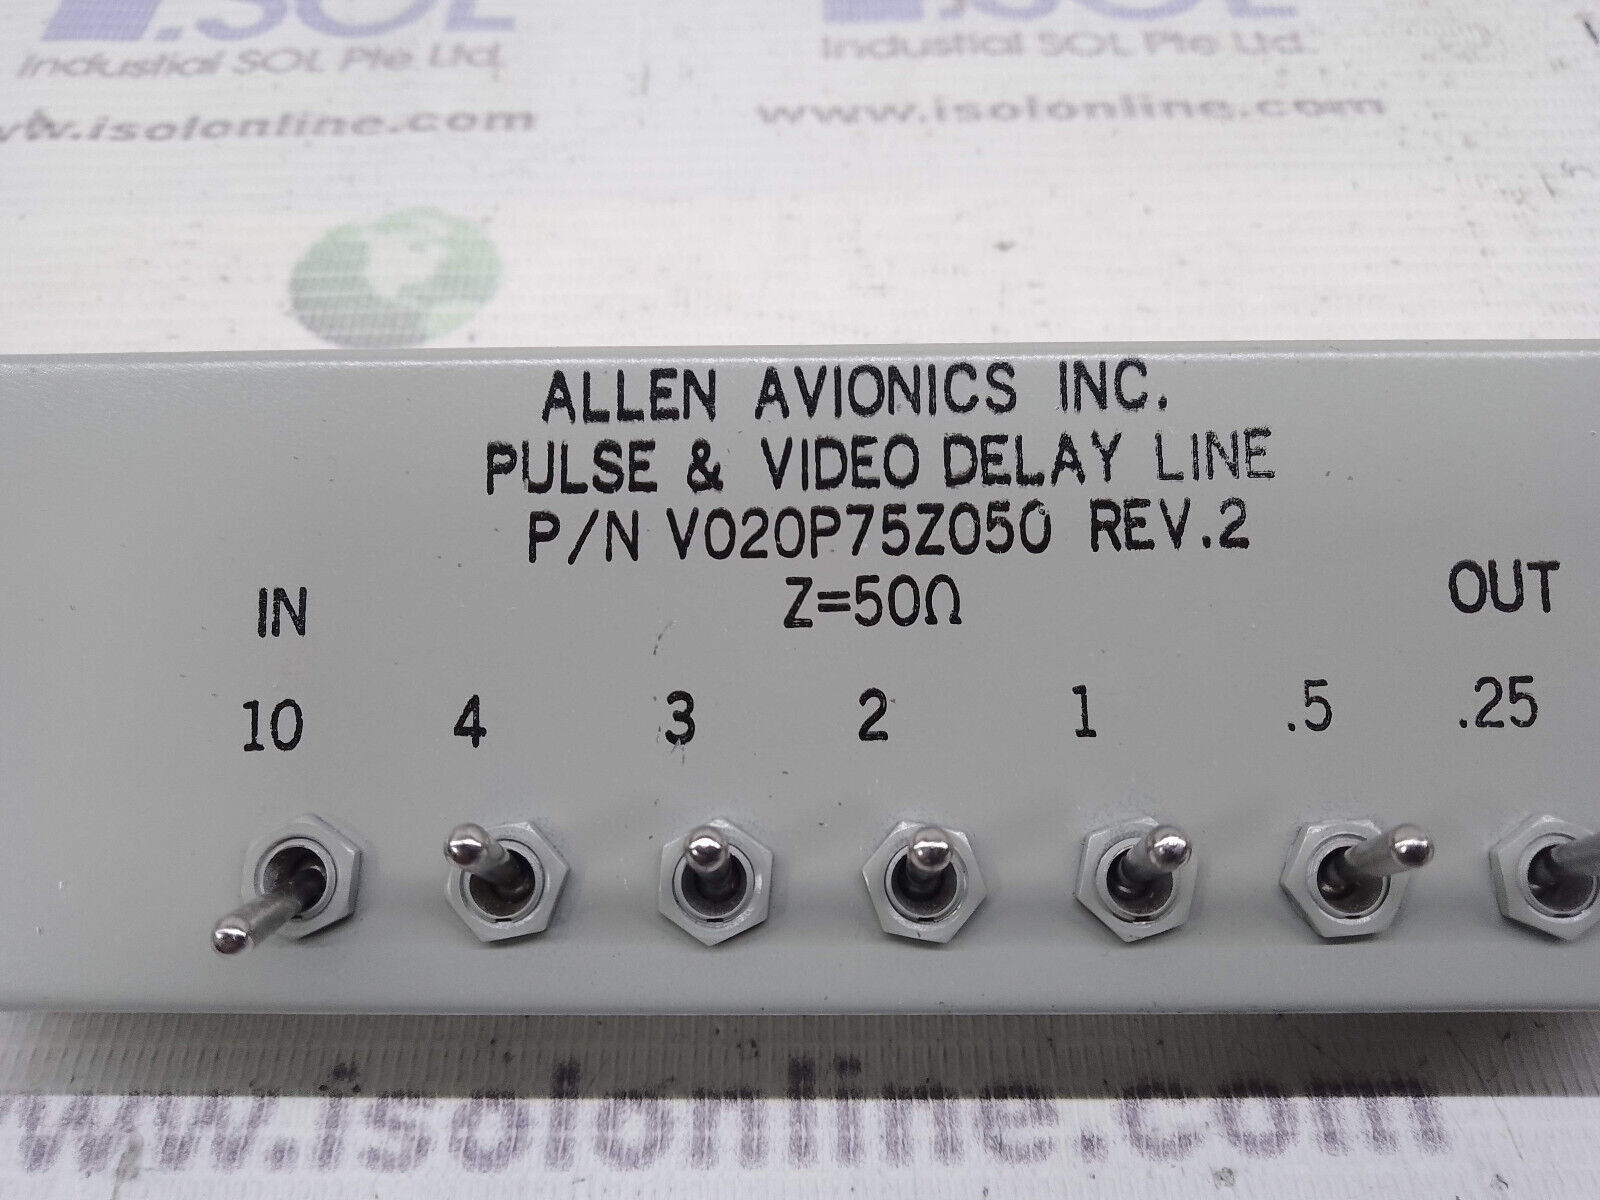 Industrial SOL Pte Ltd. Industrial SOL Pte Ltd.
www.isolonline.com www.isolonline.com
ALLEN AVIONICS INC.
PULSE & VIDEO DELAY LINE
P/N V020P75Z050 REV.2
Z=50Ω
IN OUT
10 4 3 2 1 .5 .25
www.isolonline.com